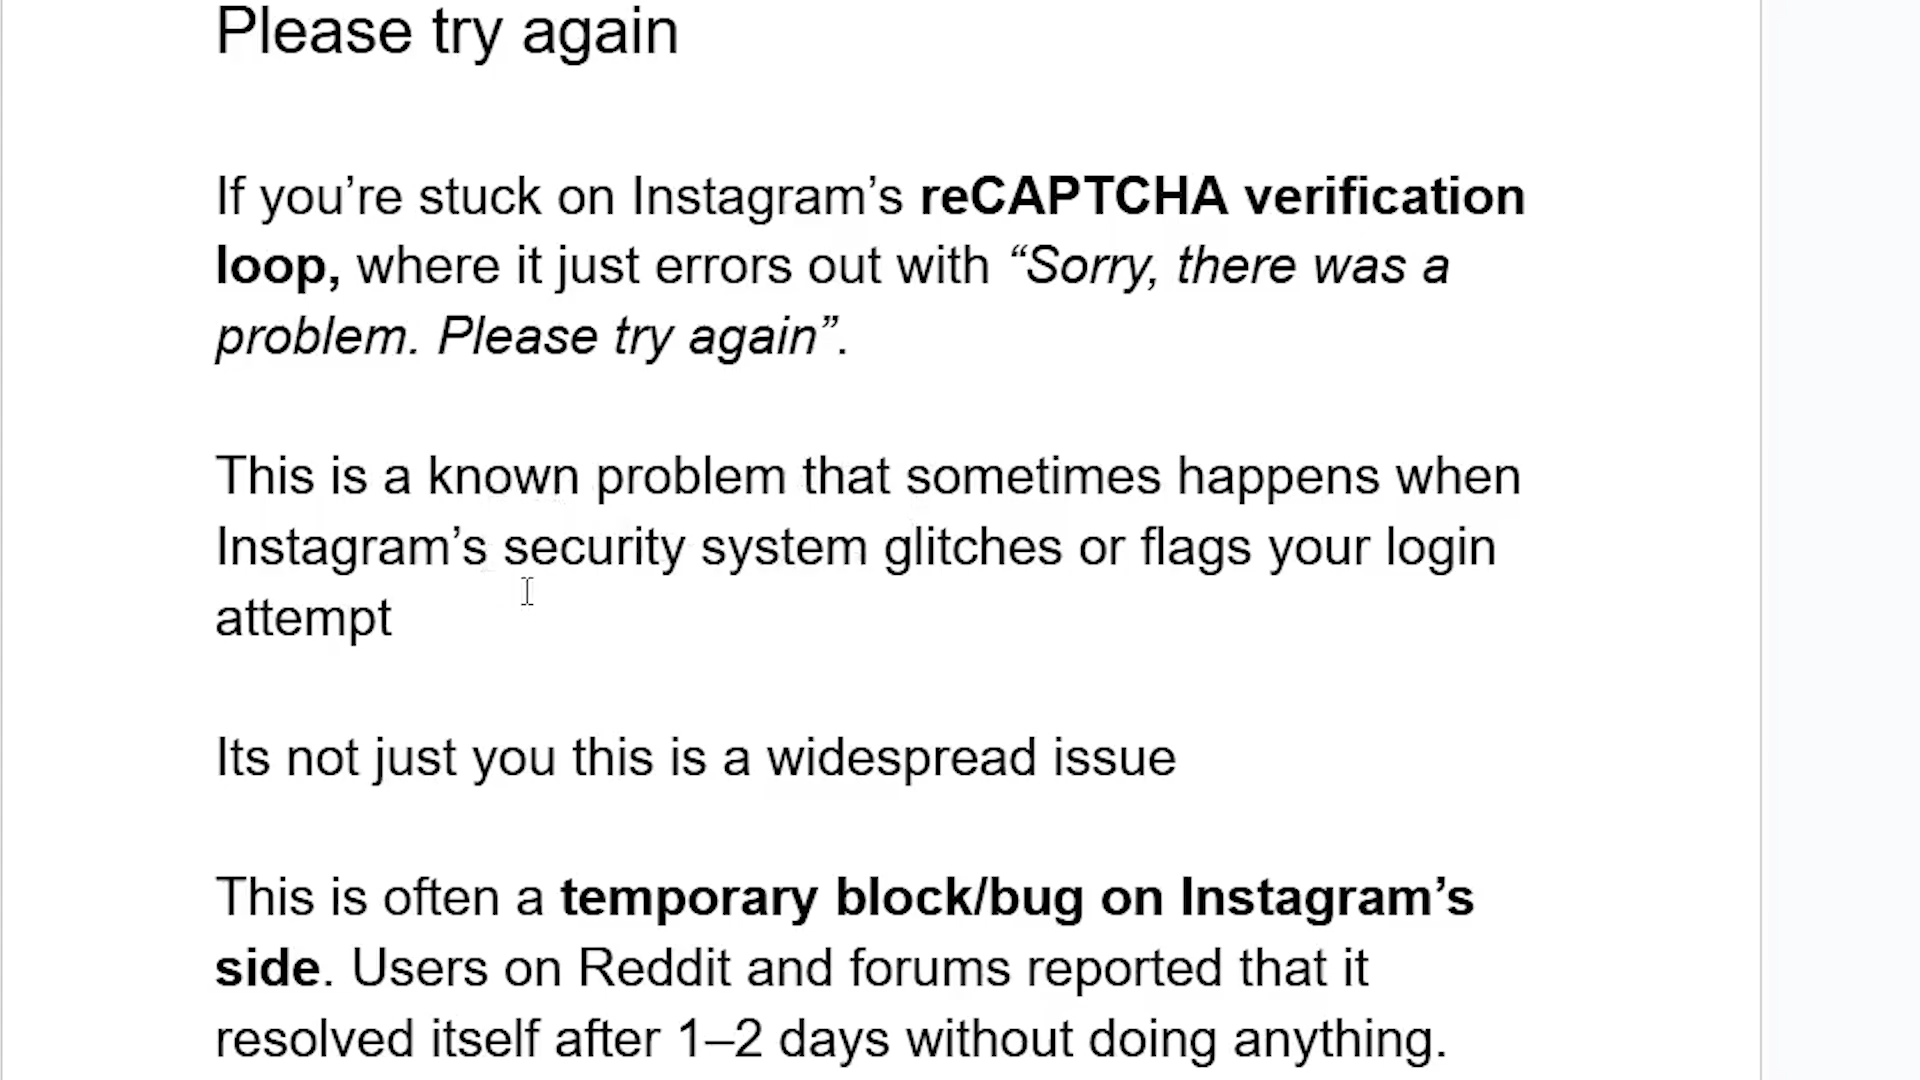 Please try again
If you’re stuck on Instagram’s reCAPTCHA verification
loop, where it just errors out with “Sorry, there was a
problem. Please try again”.
This is a known problem that sometimes happens when
Instagram’s security system glitches or flags your login
attempt
Its not just you this is a widespread issue
This is often a temporary block/bug on Instagram’s
side. Users on Reddit and forums reported that it
resolved itself after 1–2 days without doing anything.